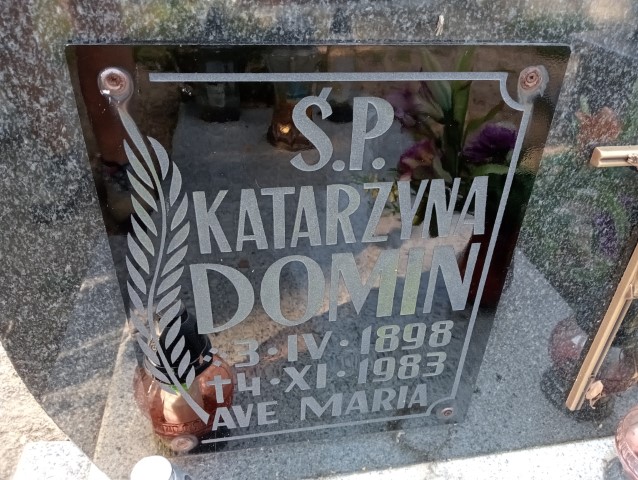 Ś.P.
KATARZYNA
DOMIN
* 3 · IV · 1898
† 4 · XI · 1983
AVE MARIA